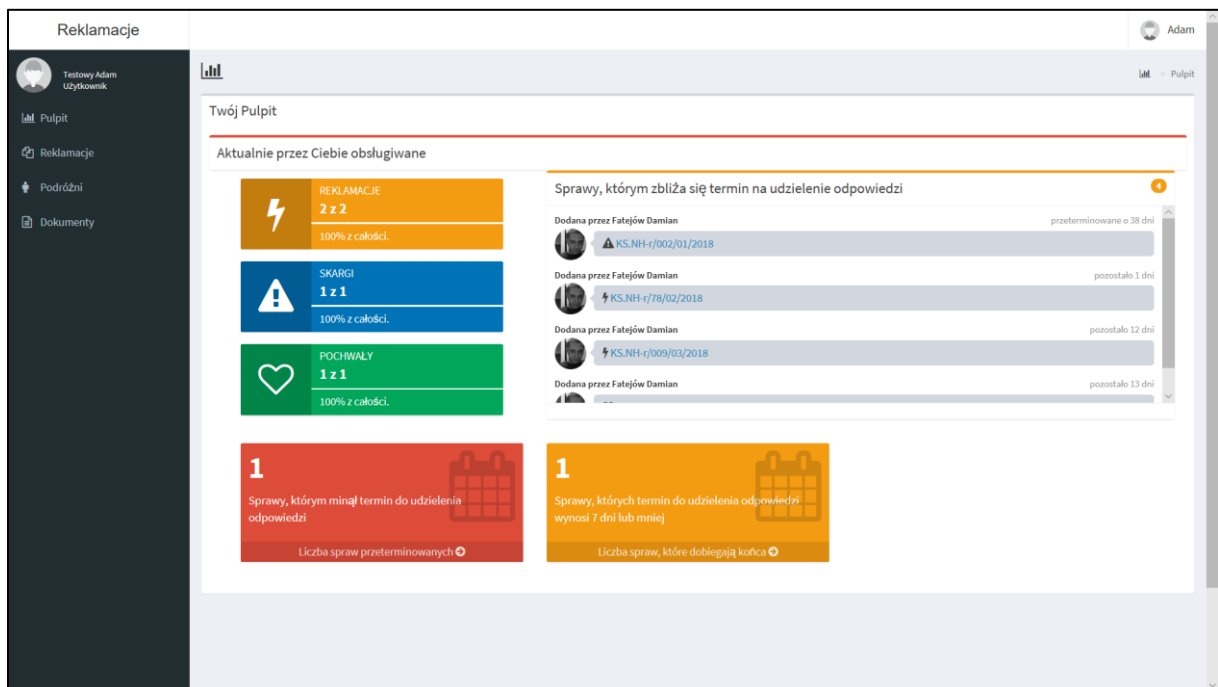 Reklamacje
Adam
Testowy Adam
Użytkownik
Pulpit
Reklamacje
Podróżni
Dokumenty
> Pulpit
Twój Pulpit
Aktualnie przez Ciebie obsługiwane
REKLAMACJE
2 z 2
100% z całości.
SKARGI
1 z 1
100% z całości.
POCHWAŁY
1 z 1
100% z całości.
Sprawy, którym zbliża się termin na udzielenie odpowiedzi
4
Dodana przez Fatejów Damian
przeterminowane o 38 dni
KS.NH-r/002/01/2018
Dodana przez Fatejów Damian
pozostało 1 dni
KS.NH-r/78/02/2018
Dodana przez Fatejów Damian
pozostało 12 dni
KS.NH-r/009/03/2018
Dodana przez Fatejów Damian
pozostało 13 dni
1
Sprawy, którym minął termin do udzielenia
odpowiedzi
Liczba spraw przeterminowanych
1
Sprawy, których termin do udzielenia odpowiedzi
wynosi 7 dni lub mniej
Liczba spraw, które dobiegają końca